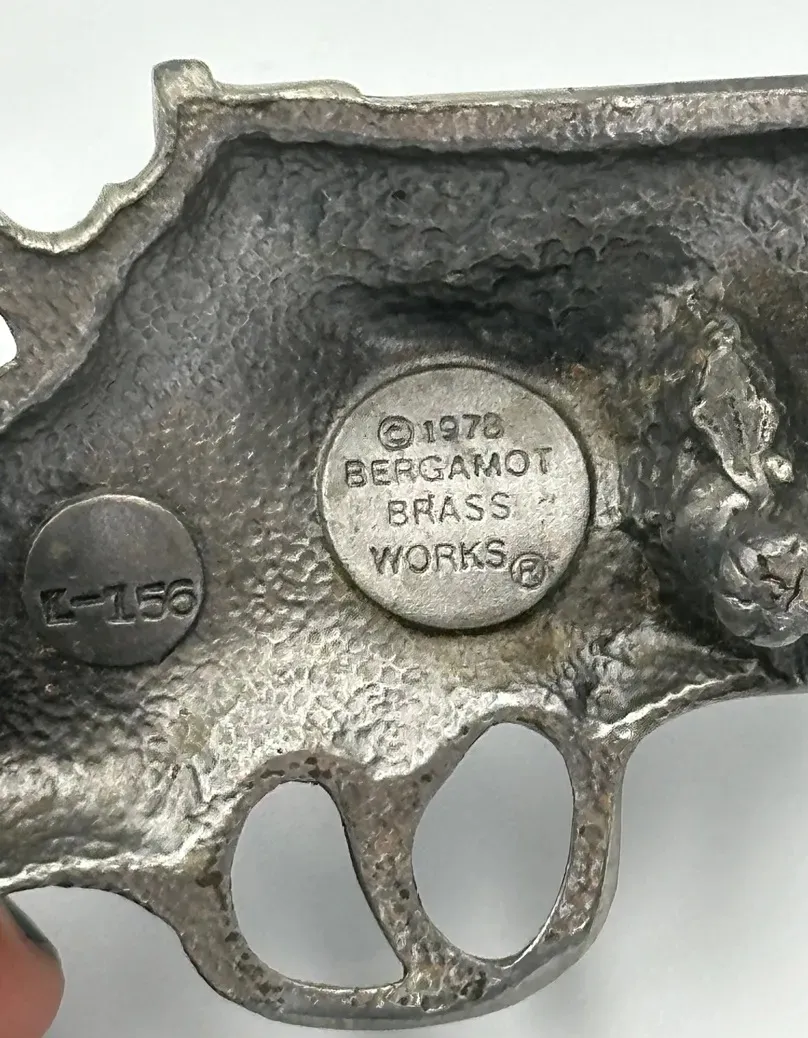 © 1978
BERGAMOT
BRASS
WORKS ®
L-156